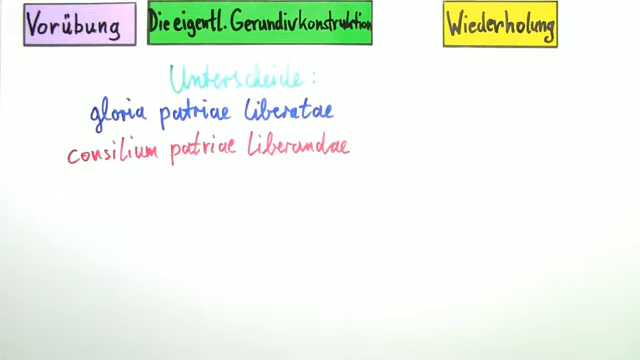 Vorübung
Die eigentl. Gerundivkonstruktion
Wiederholung
Unterscheide:
gloria patriae liberatae
consilium patriae liberandae